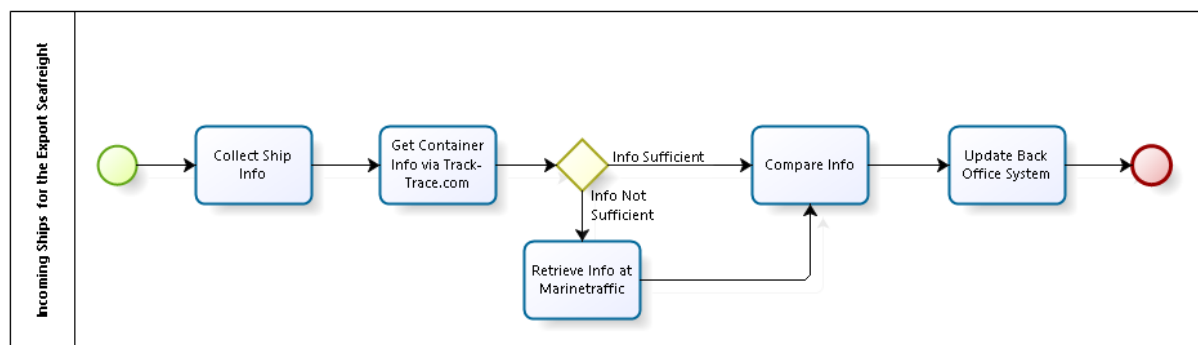 Incoming Ships for the Export Seafreight
Collect Ship
Info
Get Container
Info via Track-
Trace.com
Info Sufficient
Info Not
Sufficient
Retrieve Info at
Marinetraffic
Compare Info
Update Back
Office System